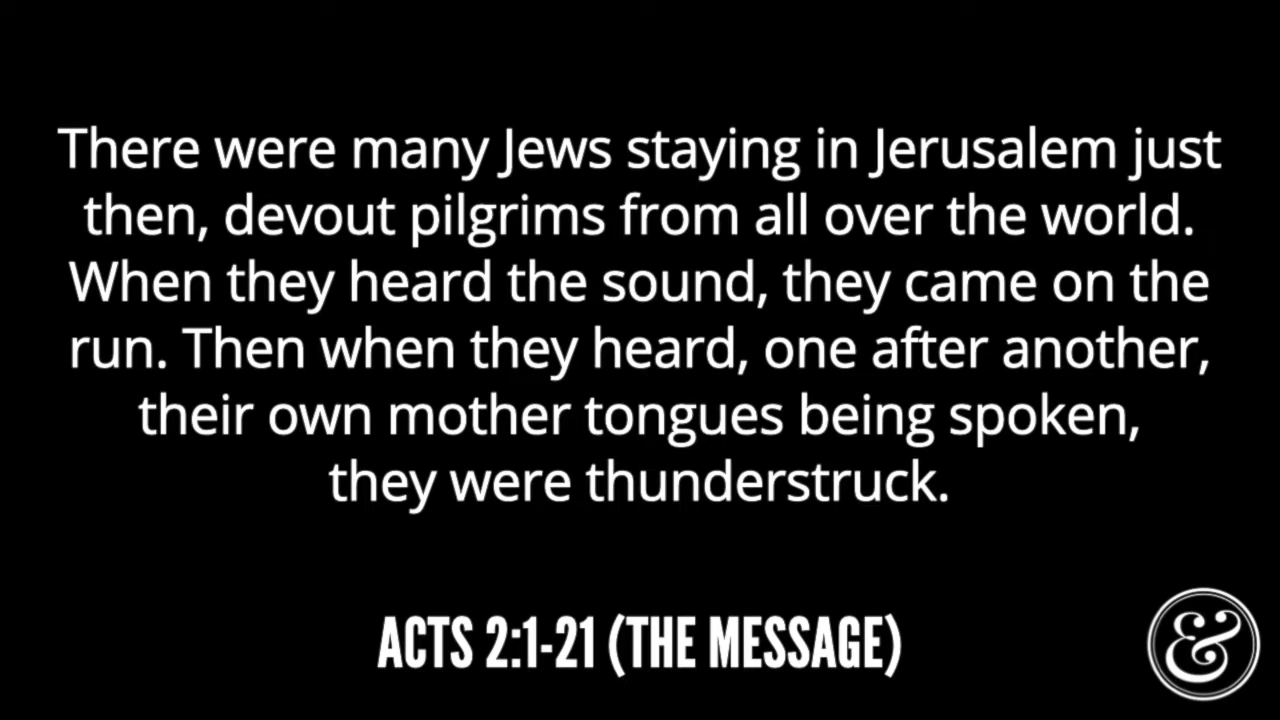 There were many Jews staying in Jerusalem just
then, devout pilgrims from all over the world.
When they heard the sound, they came on the
run. Then when they heard, one after another,
their own mother tongues being spoken,
they were thunderstruck.
ACTS 2:1-21 (THE MESSAGE)
&